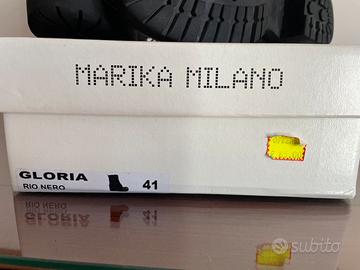 MARIKA MILANO
GLORIA
RIO NERO
41
subito